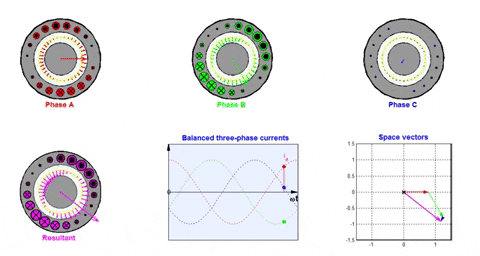 Phase A
Phase B
Phase C
Balanced three-phase currents
ωt
Space vectors
1.5
1
0.5
0
-0.5
-1
-1.5
-1 0 1
Resultant